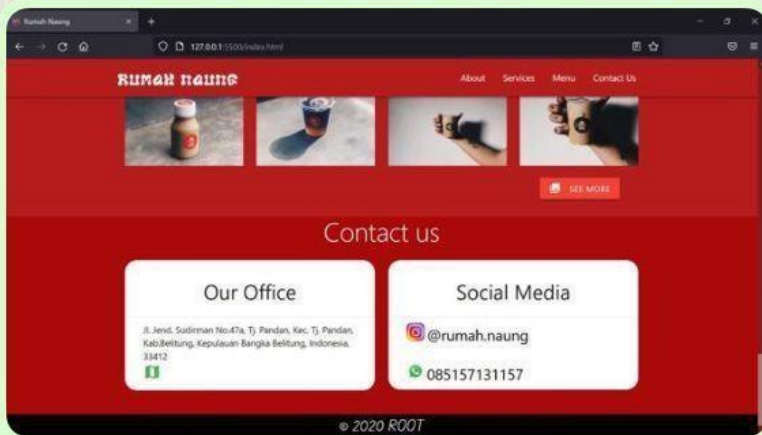 Rumah Naung
127.0.0.1:5500/index.html
Rumah naung
About Services Menu Contact Us
SEE MORE
Contact us
Our Office
Jl. Jend. Sudirman No.47a, Tj. Pandan, Kec. Tj. Pandan,
Kab.Belitung, Kepulauan Bangka Belitung, Indonesia,
33412
Social Media
@rumah.naung
085157131157
© 2020 ROOT